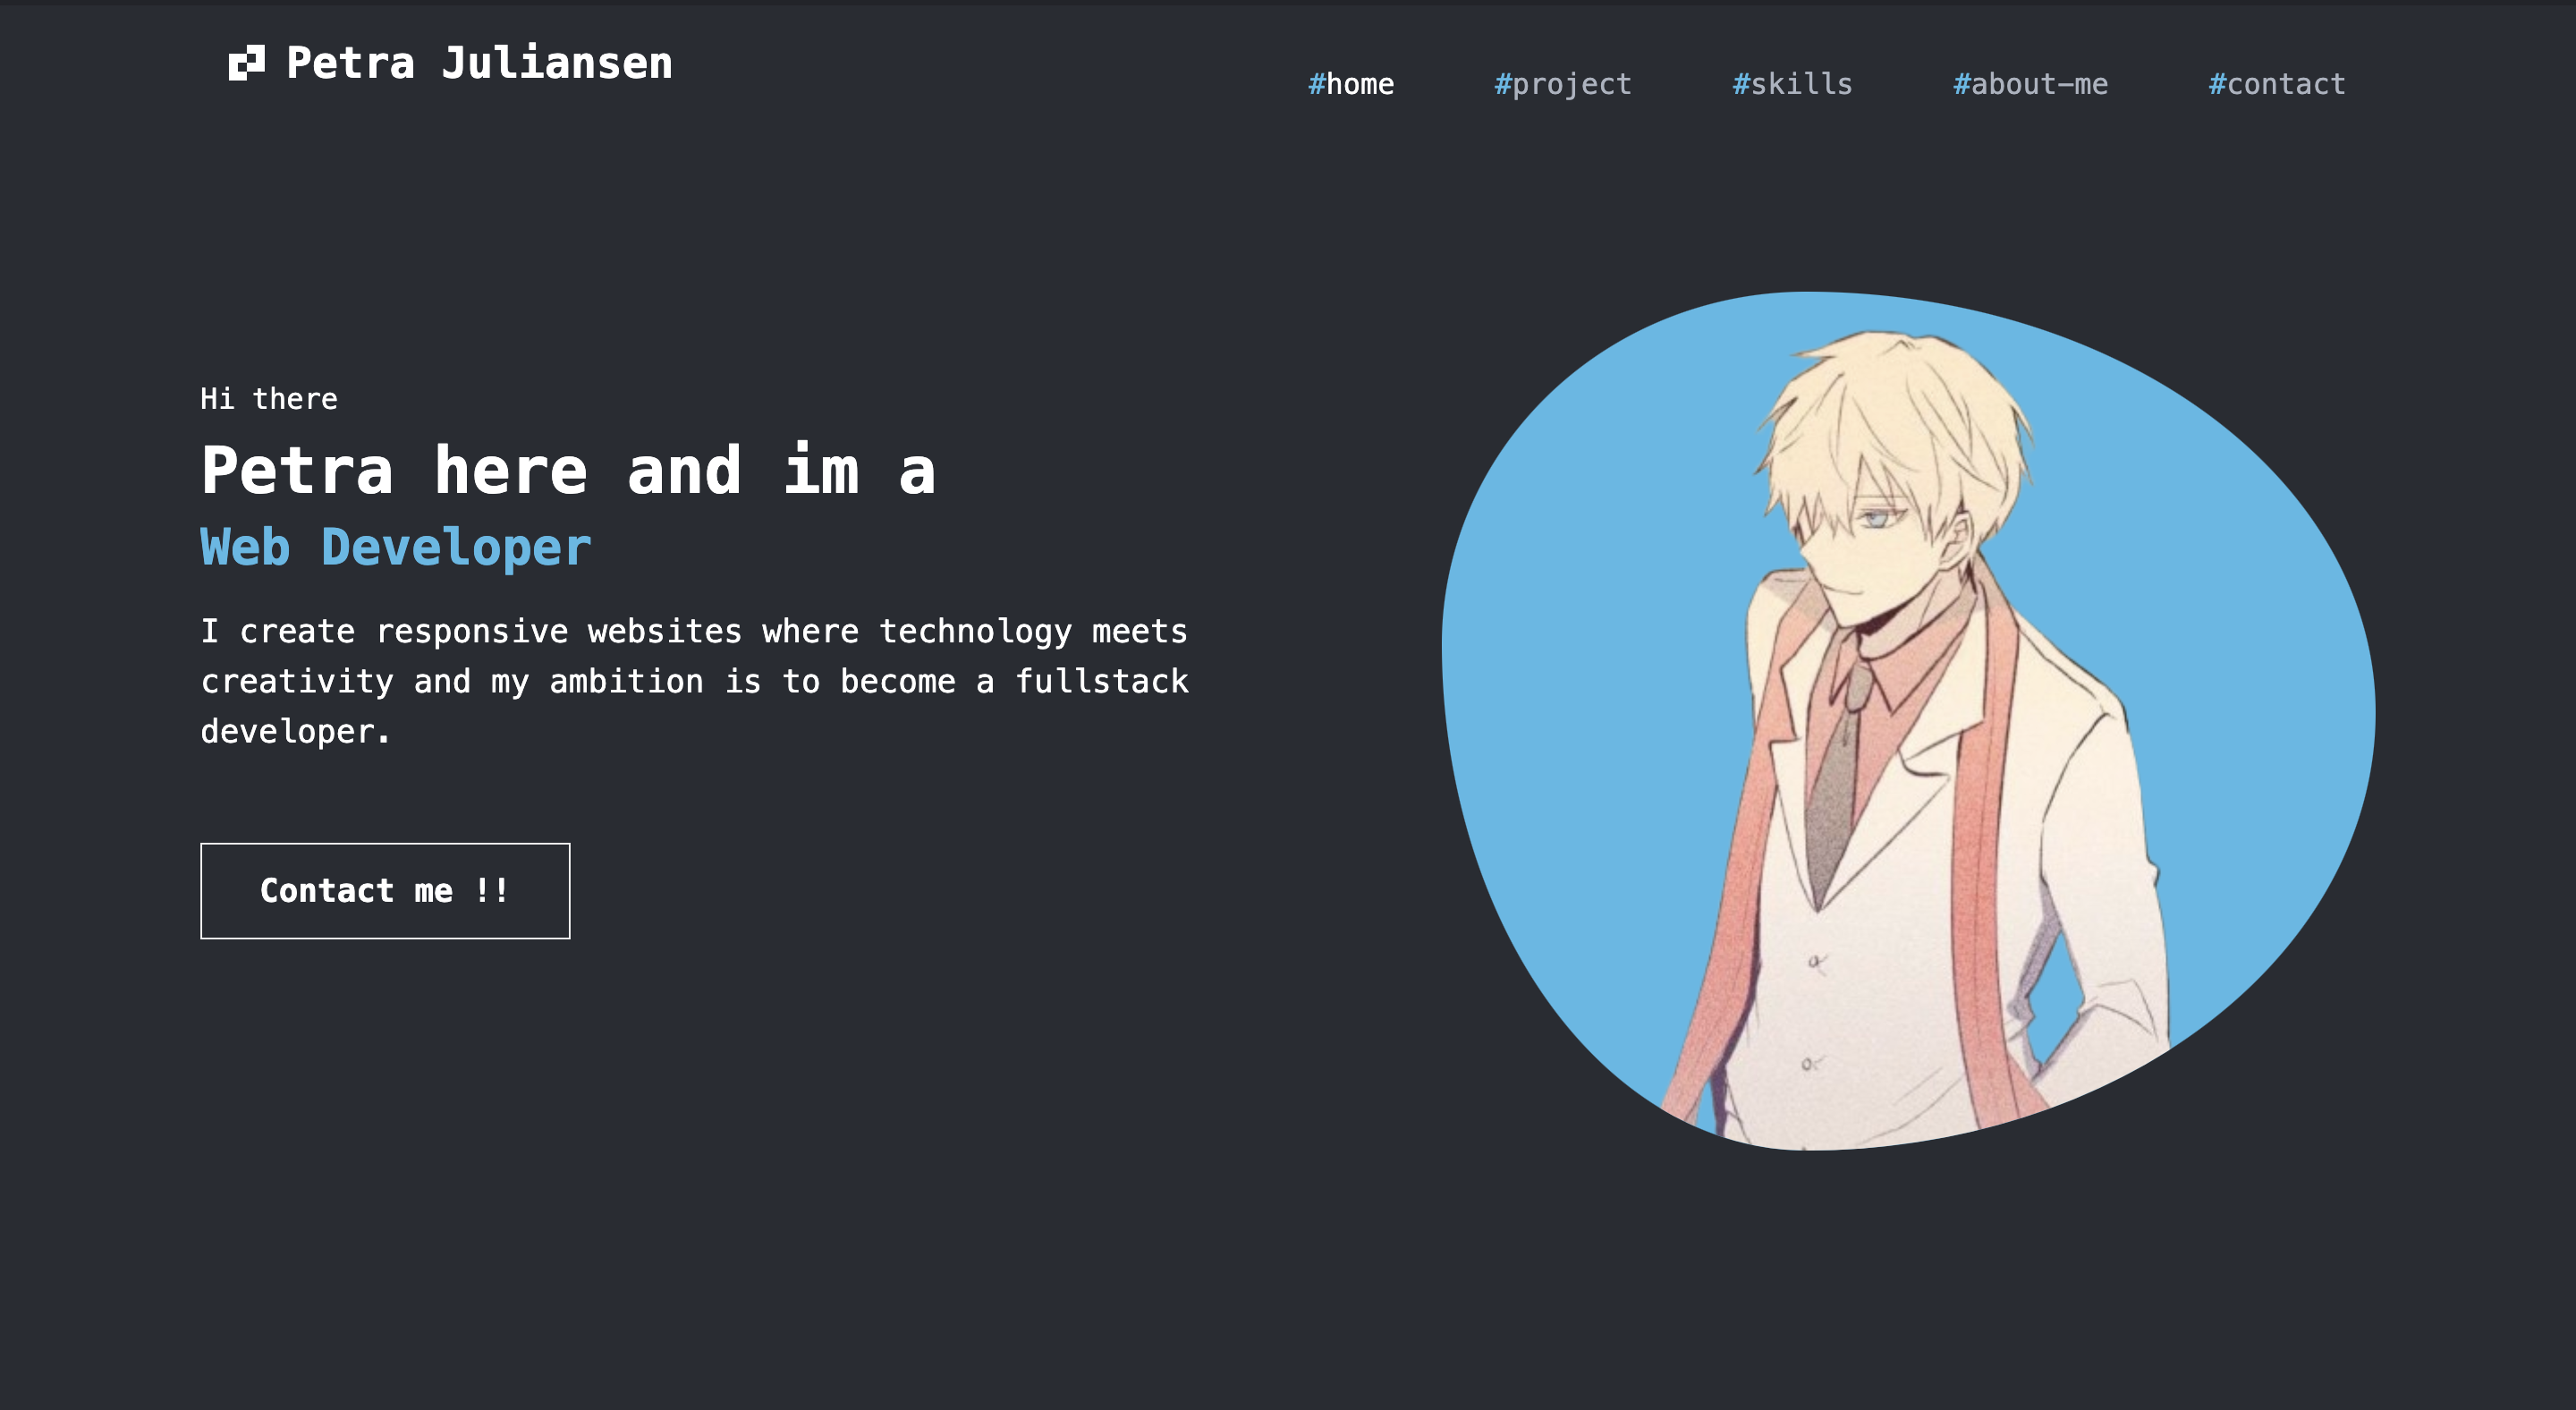 Petra Juliansen
#home #project #skills #about-me #contact
Hi there
Petra here and im a
Web Developer
I create responsive websites where technology meets
creativity and my ambition is to become a fullstack
developer.
Contact me !!